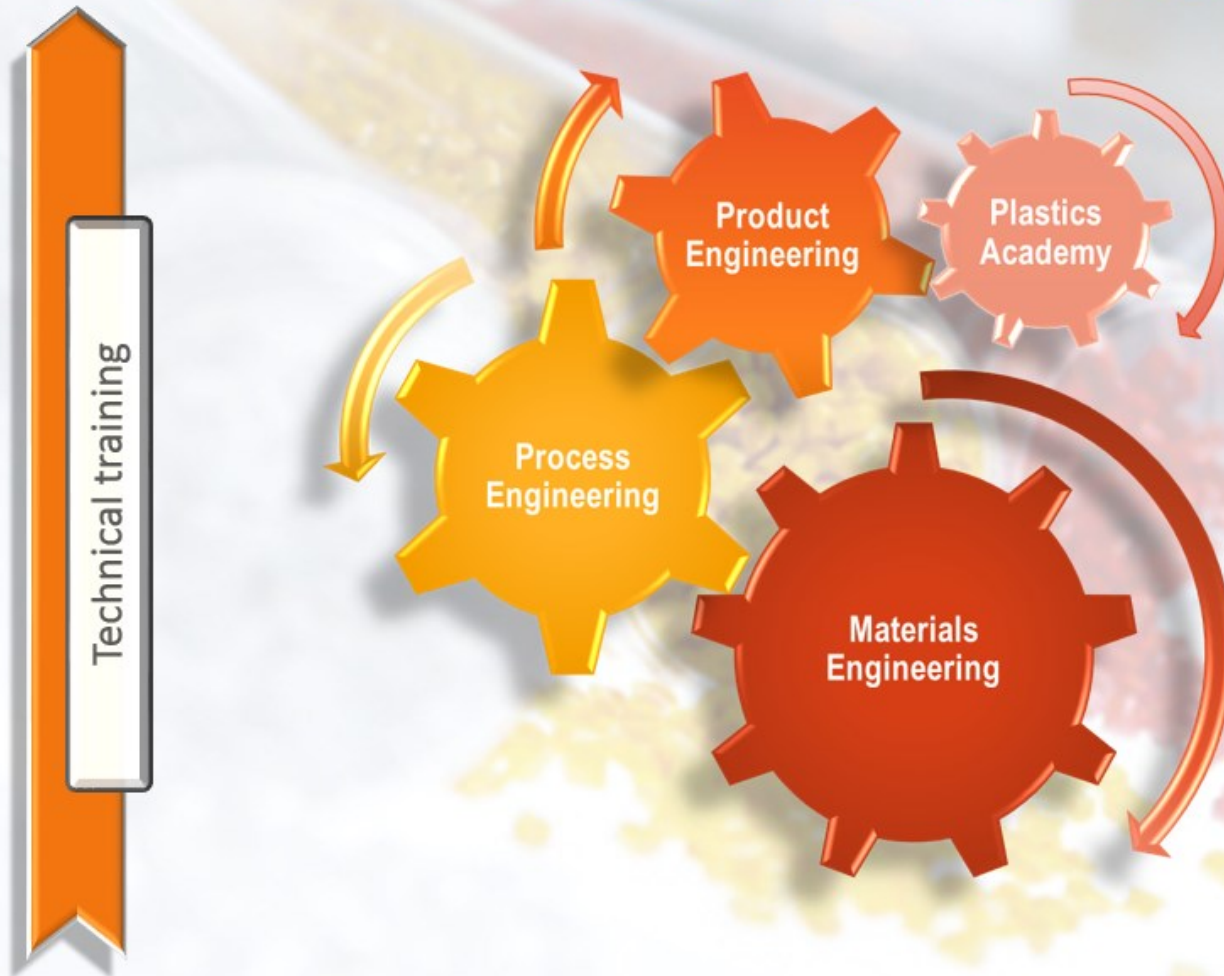 Technical training
Product
Engineering
Plastics
Academy
Process
Engineering
Materials
Engineering